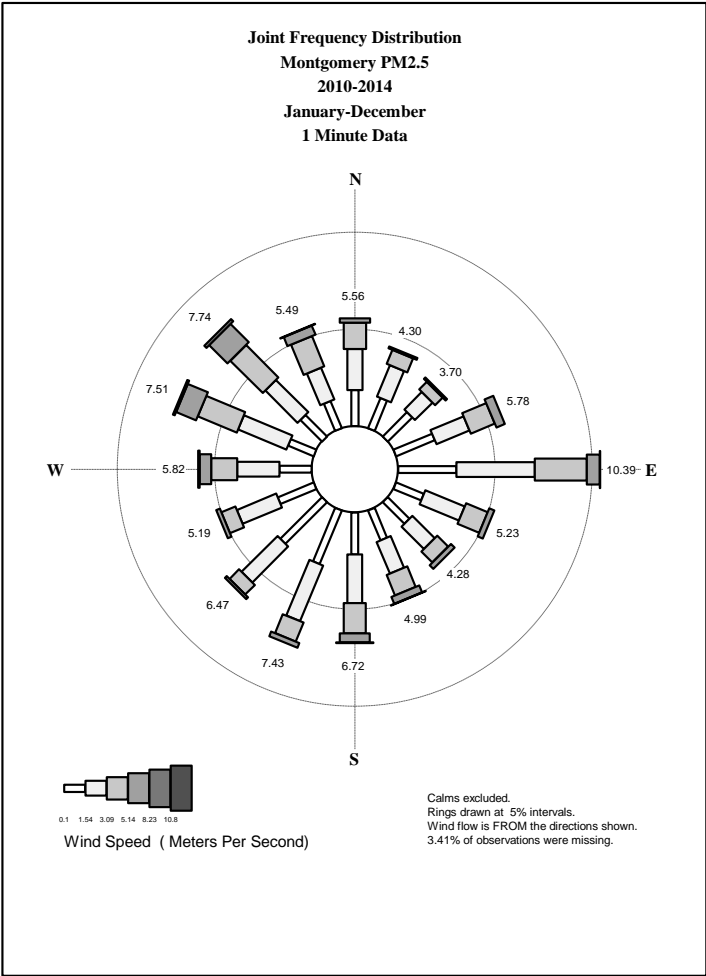 Joint Frequency Distribution
Montgomery PM2.5
2010-2014
January-December
1 Minute Data
N
5.56
5.49
4.30
7.74
3.70
7.51
5.78
W
5.82
10.39
E
5.19
5.23
6.47
4.28
7.43
4.99
6.72
S
0.1 1.54 3.09 5.14 8.23 10.8
Wind Speed ( Meters Per Second)
Calms excluded.
Rings drawn at 5% intervals.
Wind flow is FROM the directions shown.
3.41% of observations were missing.